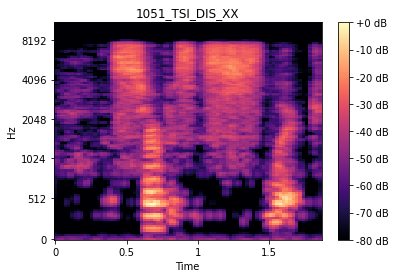 1051_TSI_DIS_XX
+0 dB
8192
-10 dB
4096
-20 dB
-30 dB
2048
Hz
-40 dB
1024
-50 dB
512
-60 dB
-70 dB
0
-80 dB
0
0.5
1
1.5
Time